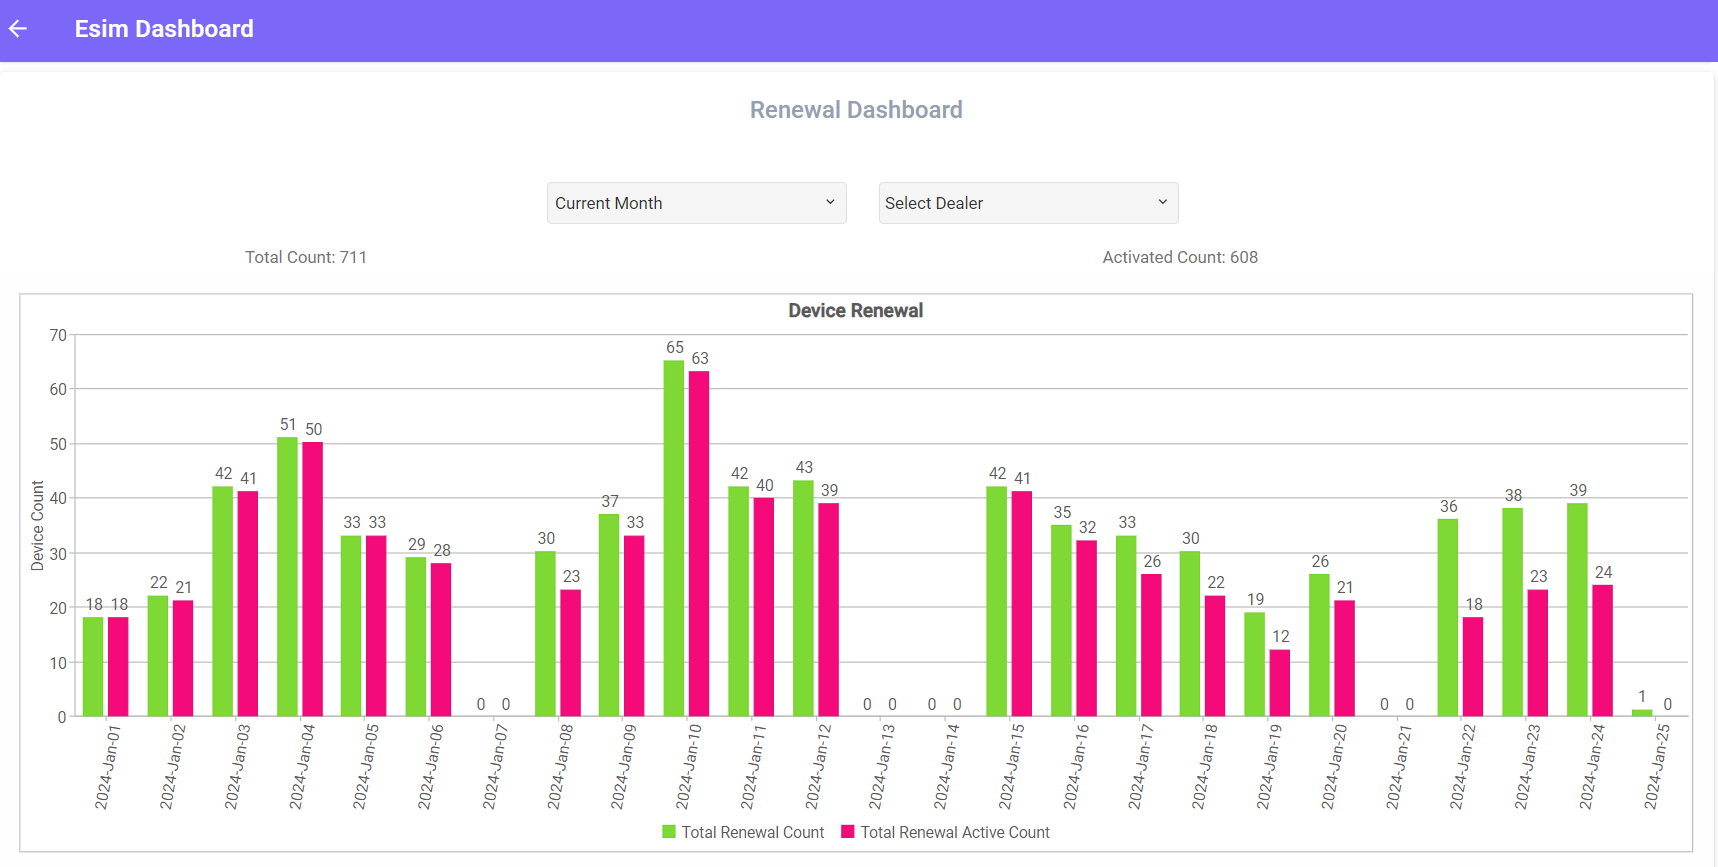 Esim Dashboard
Renewal Dashboard
Current Month
Select Dealer
Total Count: 711
Activated Count: 608
Device Renewal
Device Count
70
60
50
40
30
20
10
0
18 18
22 21
42 41
51 50
33 33
29 28
0 0
30 23
37 33
65 63
42 40
43 39
0 0
0 0
42 41
35 32
33 26
30 22
19 12
26 21
0 0
36 18
38 23
39 24
1 0
2024-Jan-01
2024-Jan-02
2024-Jan-03
2024-Jan-04
2024-Jan-05
2024-Jan-06
2024-Jan-07
2024-Jan-08
2024-Jan-09
2024-Jan-10
2024-Jan-11
2024-Jan-12
2024-Jan-13
2024-Jan-14
2024-Jan-15
2024-Jan-16
2024-Jan-17
2024-Jan-18
2024-Jan-19
2024-Jan-20
2024-Jan-21
2024-Jan-22
2024-Jan-23
2024-Jan-24
2024-Jan-25
Total Renewal Count
Total Renewal Active Count